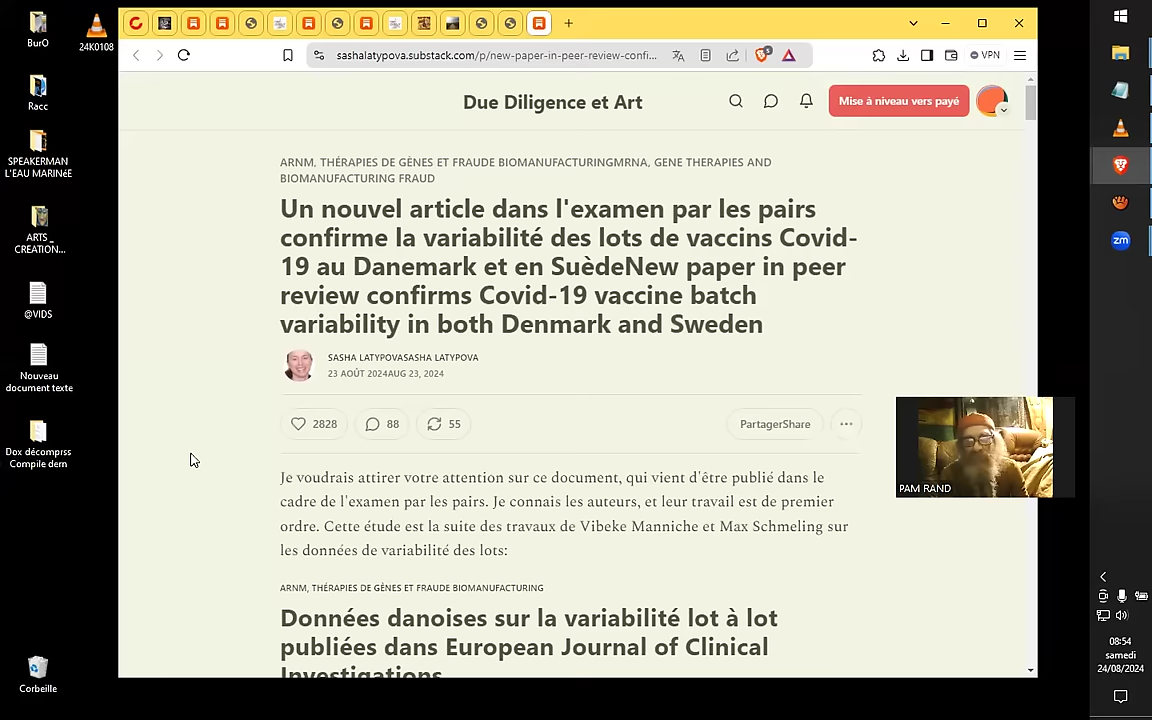 BurO
24K0108
Racc
SPEAKERMAN
L'EAU MARINéE
ARTS _
CREATION...
@VIDS
Nouveau
document texte
Dox décomprss
Compile dern
Corbeille
sashalatypova.substack.com/p/new-paper-in-peer-review-confi...
VPN
Due Diligence et Art
Mise à niveau vers payé
ARNM, THÉRAPIES DE GÈNES ET FRAUDE BIOMANUFACTURINGMRNA, GENE THERAPIES AND
BIOMANUFACTURING FRAUD
Un nouvel article dans l'examen par les pairs
confirme la variabilité des lots de vaccins Covid-
19 au Danemark et en SuèdeNew paper in peer
review confirms Covid-19 vaccine batch
variability in both Denmark and Sweden
SASHA LATYPOVASASHA LATYPOVA
23 AOÛT 2024AUG 23, 2024
2828
88
55
PartagerShare
Je voudrais attirer votre attention sur ce document, qui vient d'être publié dans le
cadre de l'examen par les pairs. Je connais les auteurs, et leur travail est de premier
ordre. Cette étude est la suite des travaux de Vibeke Manniche et Max Schmeling sur
les données de variabilité des lots:
ARNM, THÉRAPIES DE GÈNES ET FRAUDE BIOMANUFACTURING
Données danoises sur la variabilité lot à lot
publiées dans European Journal of Clinical
Investigations
PAM RAND
zm
08:54
samedi
24/08/2024